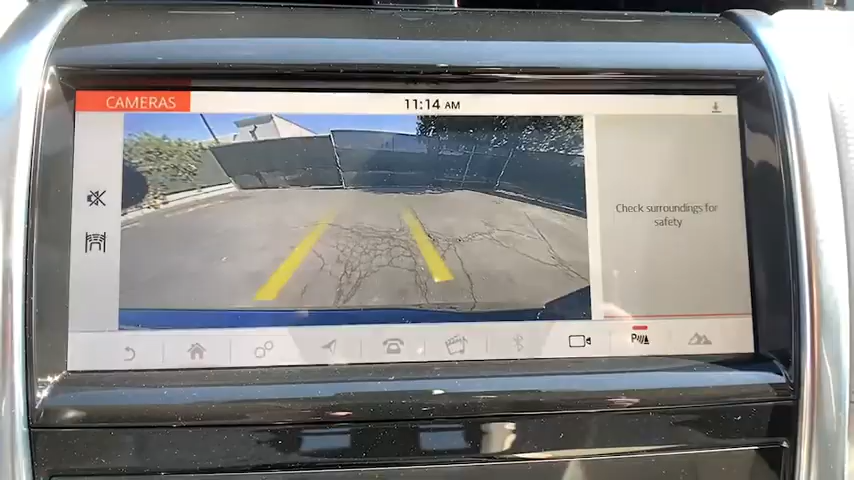 CAMERAS
11:14 AM
Check surroundings for
safety
P